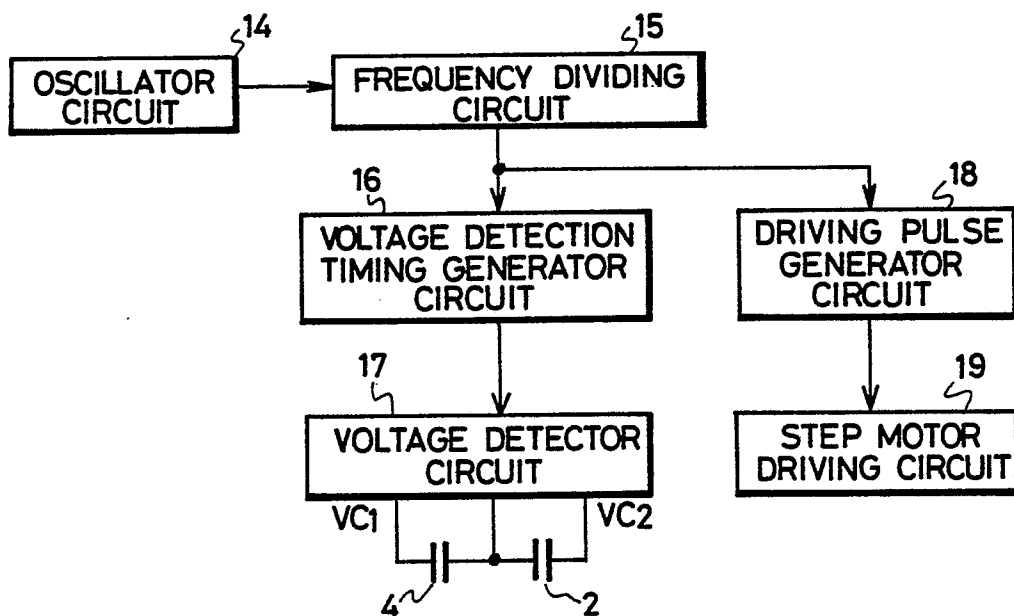 14
OSCILLATOR
CIRCUIT
15
FREQUENCY DIVIDING
CIRCUIT
16
VOLTAGE DETECTION
TIMING GENERATOR
CIRCUIT
18
DRIVING PULSE
GENERATOR
CIRCUIT
17
VOLTAGE DETECTOR
CIRCUIT
19
STEP MOTOR
DRIVING CIRCUIT
VC1
VC2
4
2